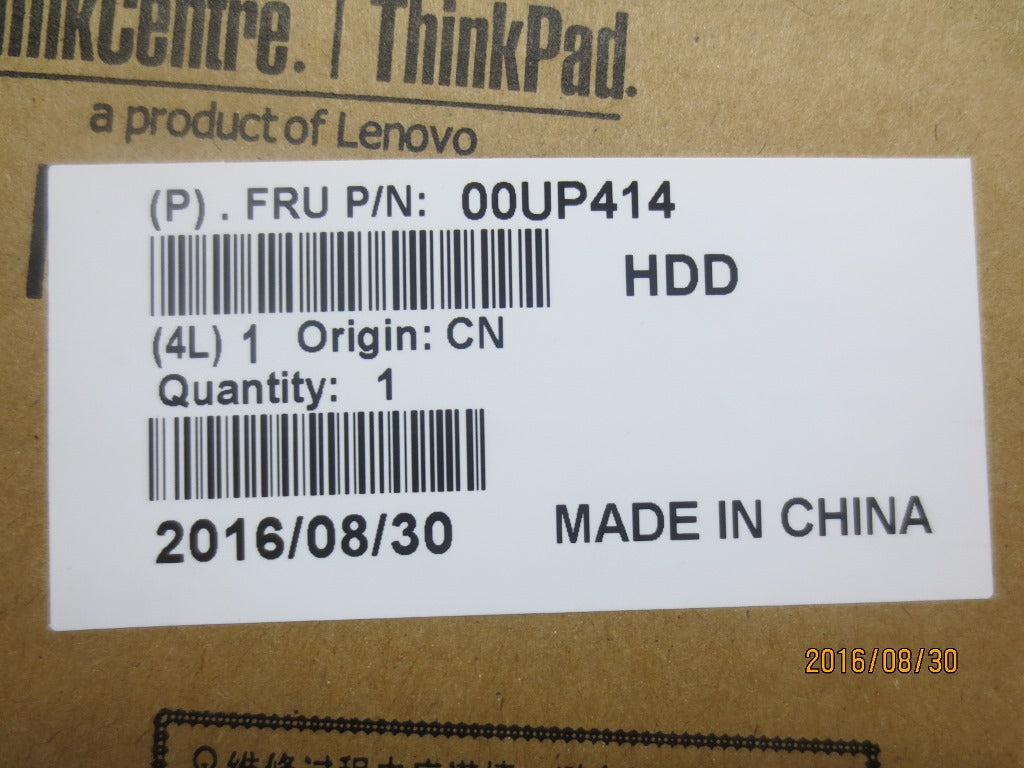 ThinkCentre. | ThinkPad.
a product of Lenovo
(P) . FRU P/N: 00UP414
HDD
(4L) 1 Origin: CN
Quantity: 1
2016/08/30
MADE IN CHINA
2016/08/30